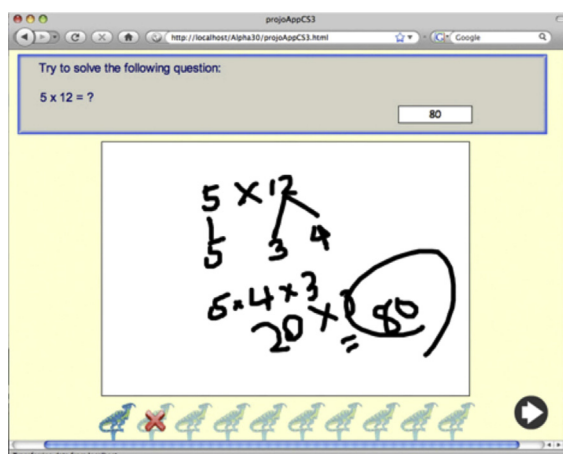 projoAppCS3
http://localhost/Alpha30/projoAppCS3.html
Google
Try to solve the following question:
5 x 12 = ?
80
5 × 12
5 3 4
5 × 4 × 3
20 ×
= 80